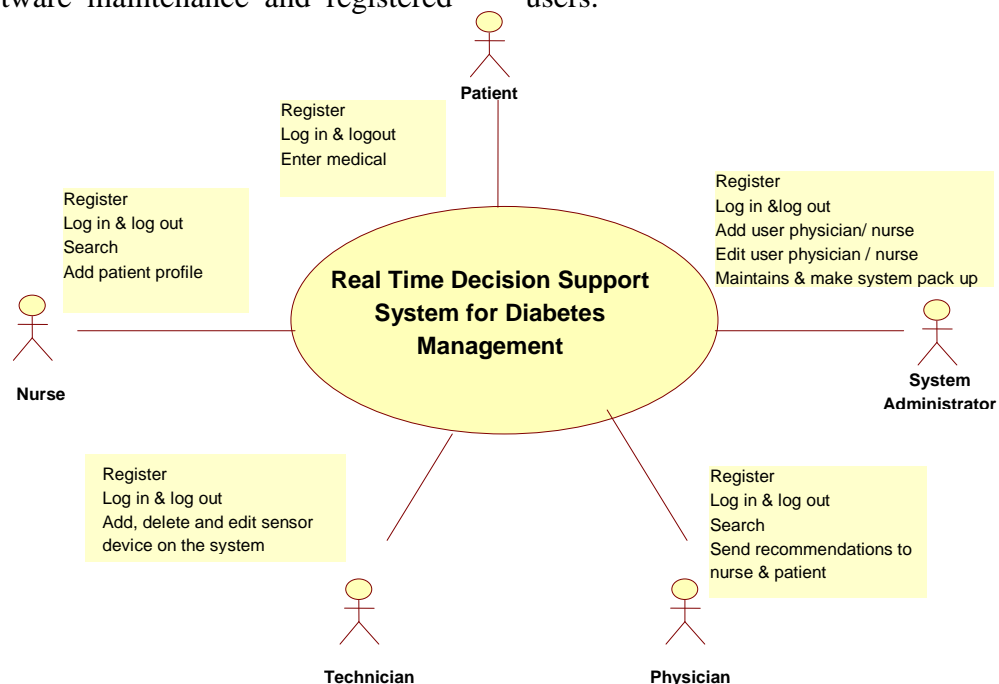 tware maintenance and registered users.
Patient
Register
Log in & logout
Enter medical
Register
Log in & log out
Search
Add patient profile
Register
Log in &log out
Add user physician/ nurse
Edit user physician / nurse
Maintains & make system pack up
Real Time Decision Support
System for Diabetes
Management
Nurse
System
Administrator
Register
Log in & log out
Add, delete and edit sensor
device on the system
Register
Log in & log out
Search
Send recommendations to
nurse & patient
Technician
Physician